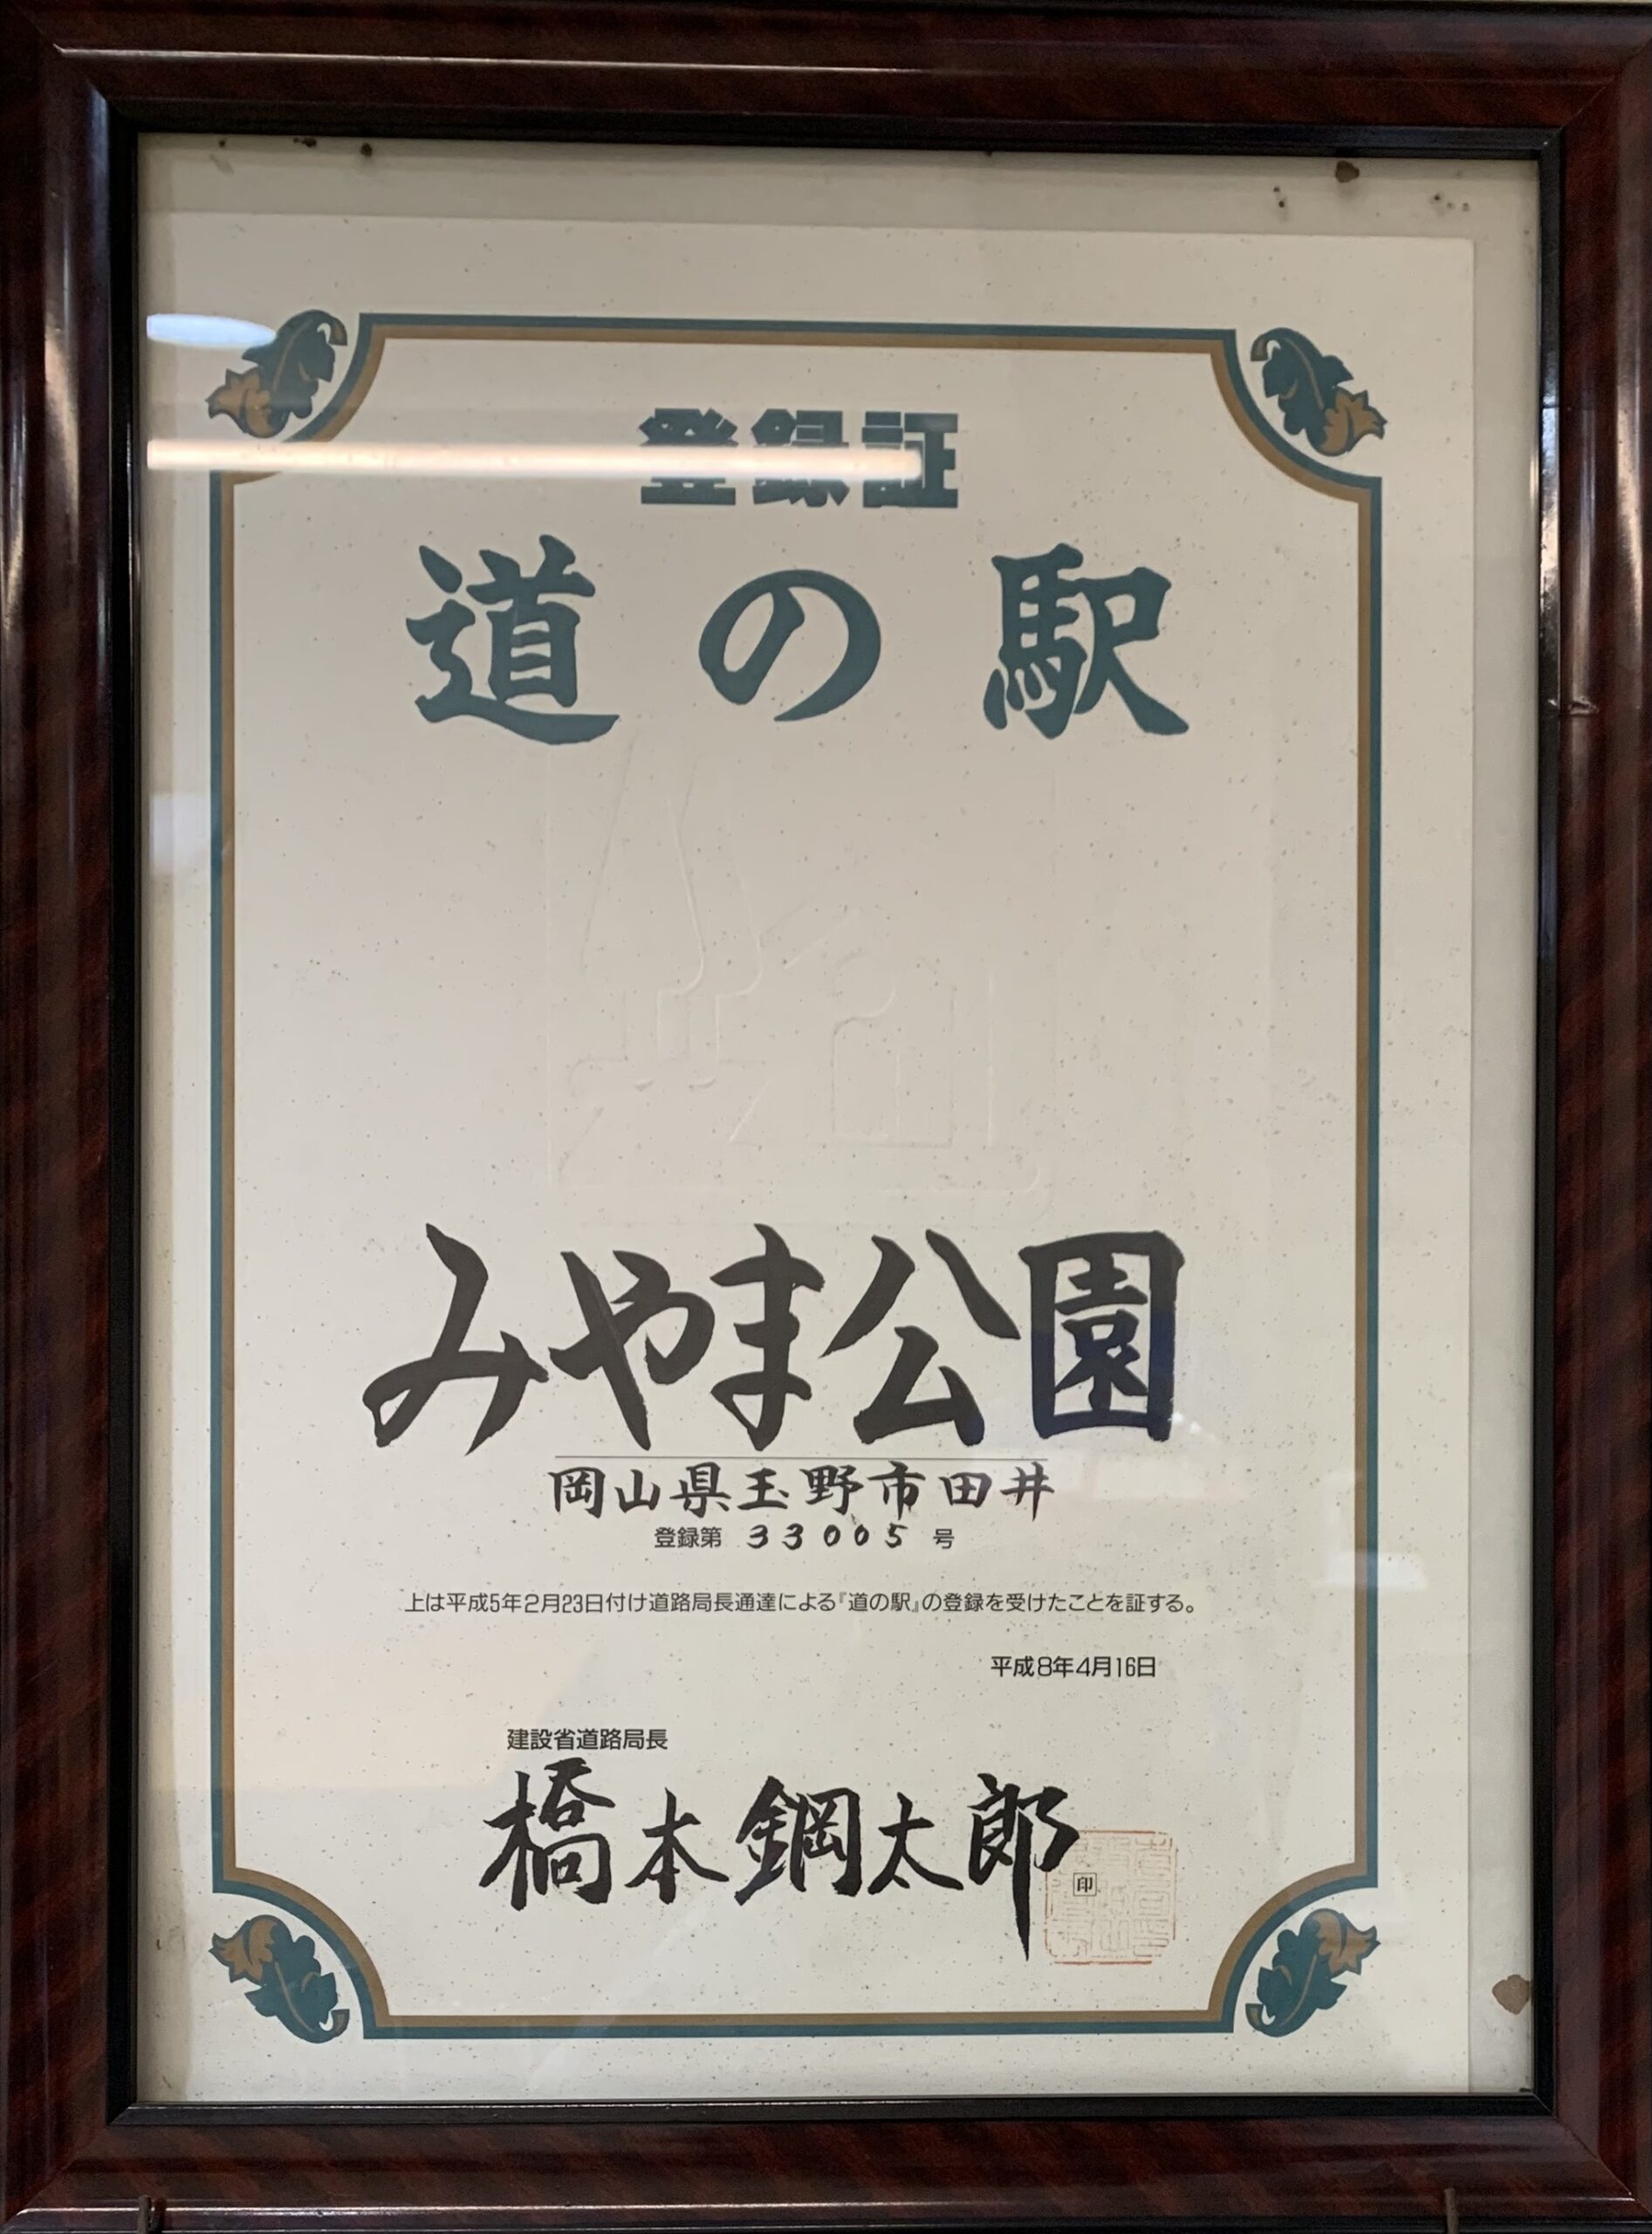 登録証
道の駅
みやま公園
岡山県玉野市田井
登録第 33005 号
上は平成5年2月23日付け道路局長通達による『道の駅』の登録を受けたことを証する。
平成8年4月16日
建設省道路局長
橋本鋼太郎
印